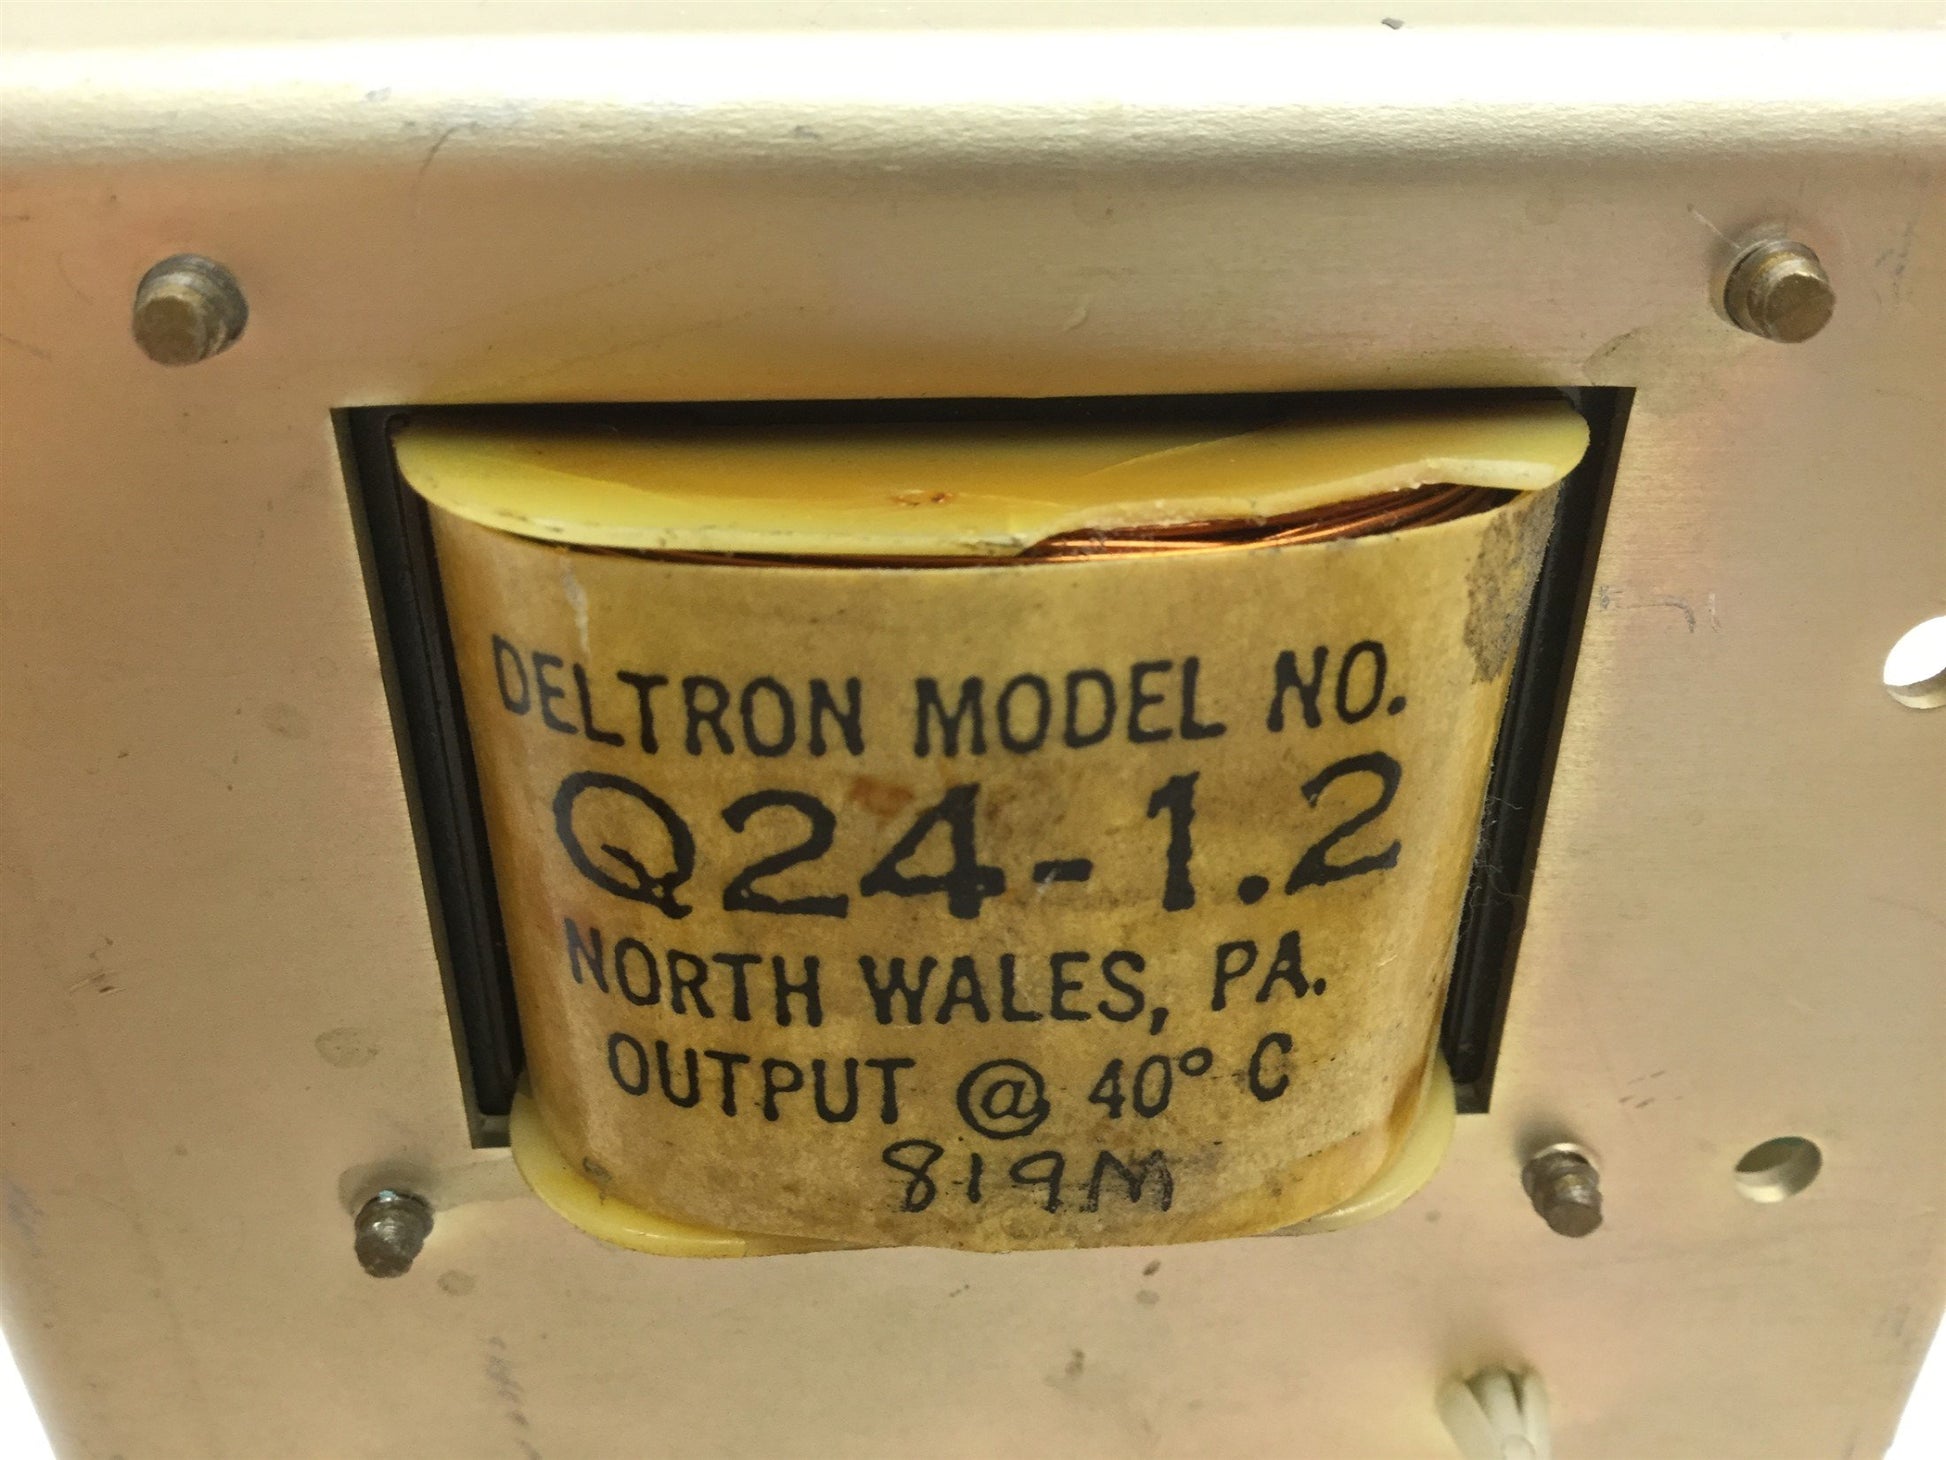 DELTRON MODEL NO.
Q24-1.2
NORTH WALES, PA.
OUTPUT @ 40° C
819M